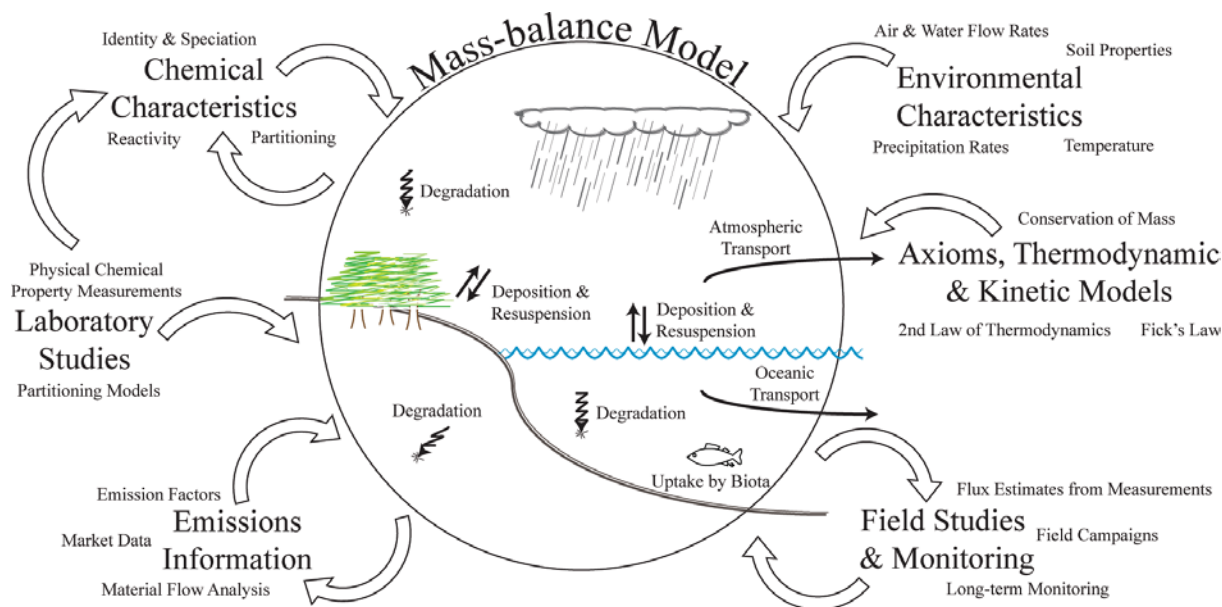 Mass-balance Model
Identity & Speciation
Chemical
Characteristics
Reactivity
Partitioning
Air & Water Flow Rates
Soil Properties
Environmental
Characteristics
Precipitation Rates
Temperature
Degradation
Atmospheric
Transport
Conservation of Mass
Axioms, Thermodynamic
& Kinetic Models
2nd Law of Thermodynamics
Fick's Law
Physical Chemical
Property Measurements
Laboratory
Studies
Partitioning Models
Deposition &
Resuspension
Deposition &
Resuspension
Oceanic
Transport
Degradation
Degradation
Uptake by Biota
Emission Factors
Emissions
Market Data
Information
Material Flow Analysis
Flux Estimates from Measurements
Field Studies
& Monitoring
Field Campaigns
Long-term Monitoring